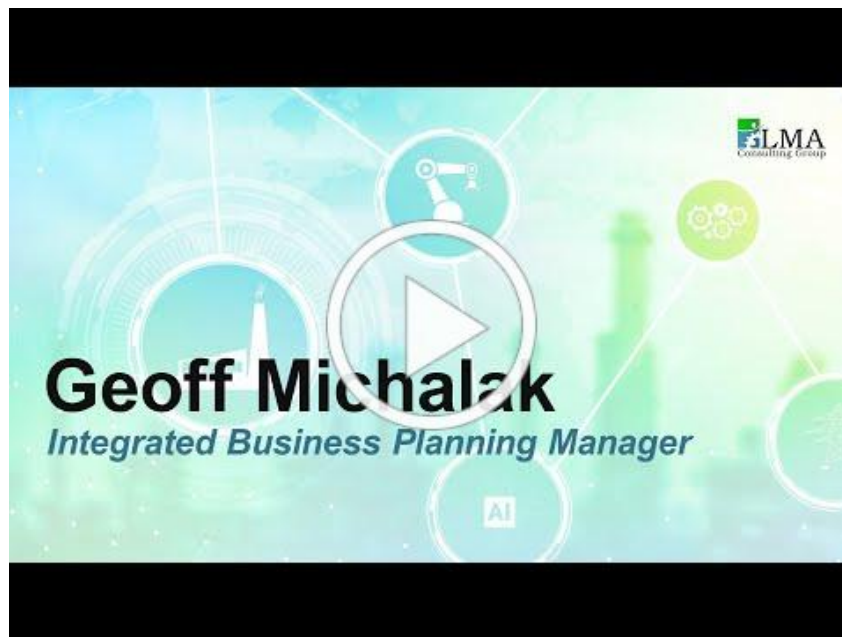 LMA
Consulting Group
Geoff Michalak
Integrated Business Planning Manager
AI